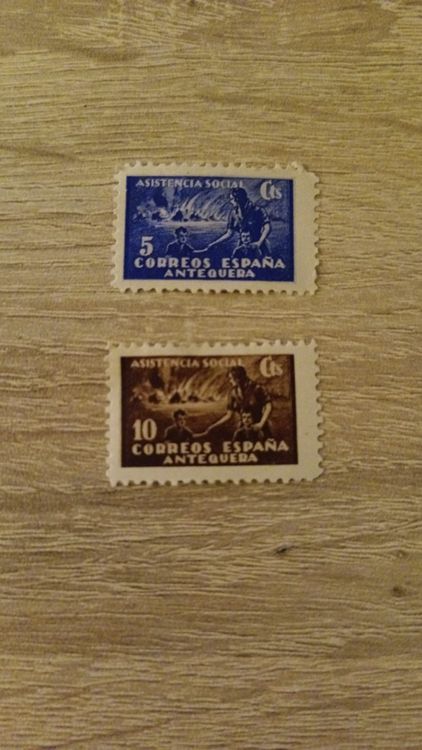 ASISTENCIA SOCIAL Cts
5
CORREOS ESPAÑA
ANTEQUERA
ASISTENCIA SOCIAL Cts
10
CORREOS ESPAÑA
ANTEQUERA